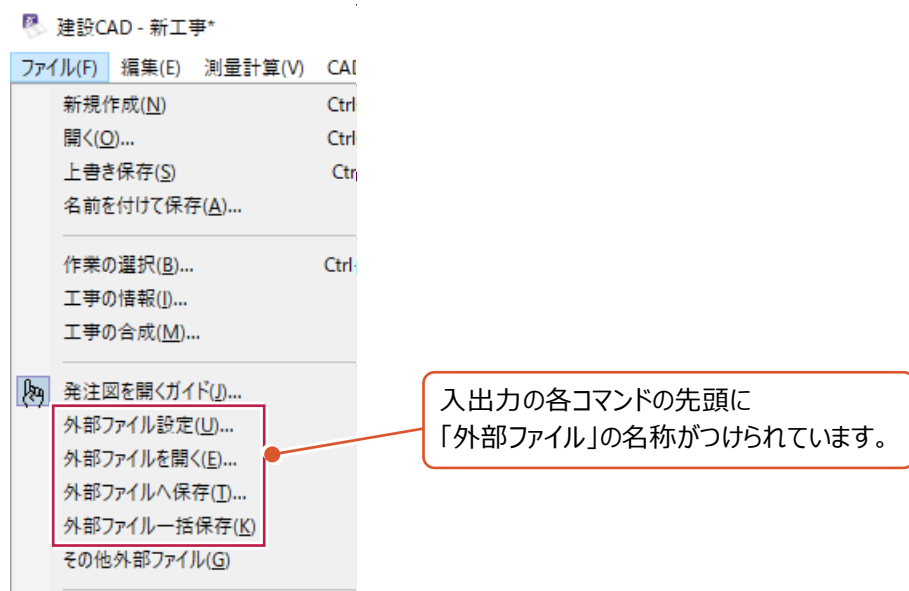 建設CAD - 新工事*
ファイル(F) 編集(E) 測量計算(V) CAD
新規作成(N) Ctrl
開く(O)... Ctrl
上書き保存(S) Ctr
名前を付けて保存(A)...
作業の選択(B)... Ctrl
工事の情報(I)...
工事の合成(M)...
発注図を開くガイド(J)...
外部ファイル設定(U)...
外部ファイルを開く(E)...
外部ファイルへ保存(T)...
外部ファイル一括保存(K)
その他外部ファイル(G)
入出力の各コマンドの先頭に
「外部ファイル」の名称がつけられています。